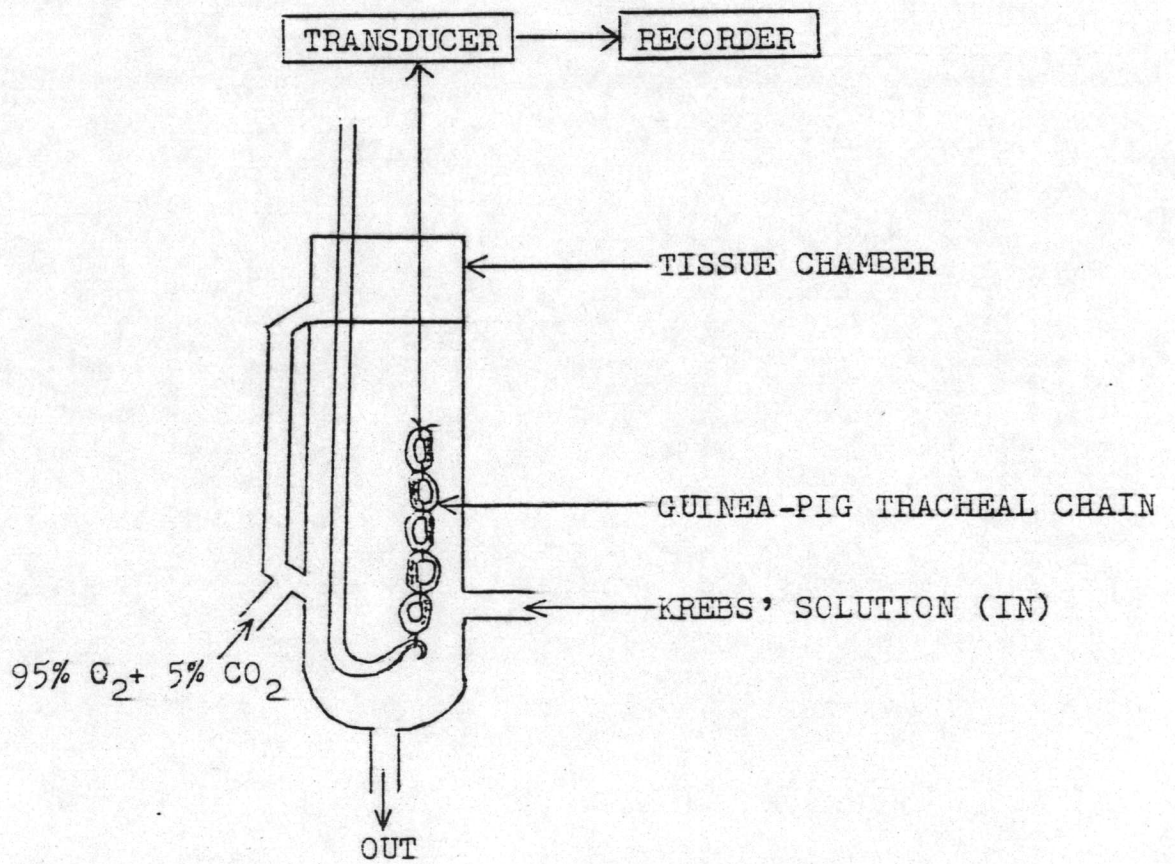 TRANSDUCER
RECORDER
TISSUE CHAMBER
GUINEA-PIG TRACHEAL CHAIN
KREBS' SOLUTION (IN)
95% O₂+ 5% CO₂
OUT